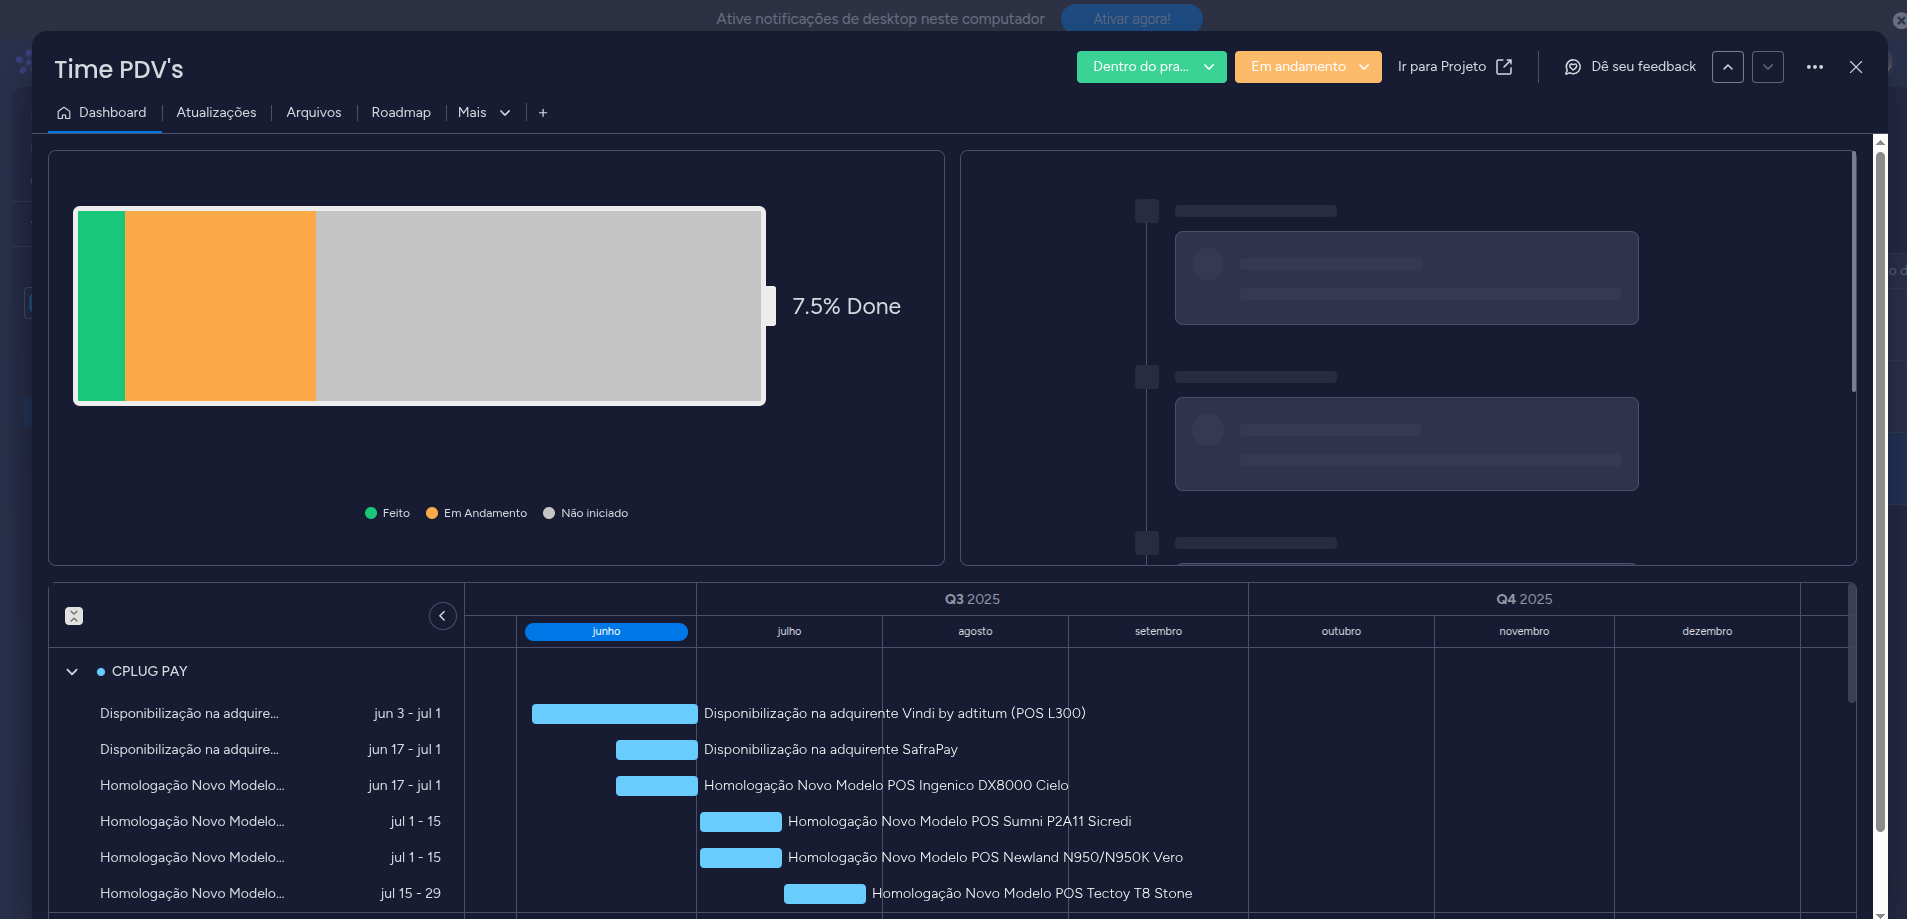 Ative notificações de desktop neste computador Ativar agora!
Time PDV's
Dentro do pra... Em andamento Ir para Projeto Dê seu feedback
Dashboard Atualizações Arquivos Roadmap Mais +
7.5% Done
Feito Em Andamento Não iniciado
Q3 2025 Q4 2025
junho julho agosto setembro outubro novembro dezembro
CPLUG PAY
Disponibilização na adquire... jun 3 - jul 1 Disponibilização na adquirente Vindi by adtitum (POS L300)
Disponibilização na adquire... jun 17 - jul 1 Disponibilização na adquirente SafraPay
Homologação Novo Modelo... jun 17 - jul 1 Homologação Novo Modelo POS Ingenico DX8000 Cielo
Homologação Novo Modelo... jul 1 - 15 Homologação Novo Modelo POS Sumni P2A11 Sicredi
Homologação Novo Modelo... jul 1 - 15 Homologação Novo Modelo POS Newland N950/N950K Vero
Homologação Novo Modelo... jul 15 - 29 Homologação Novo Modelo POS Tectoy T8 Stone